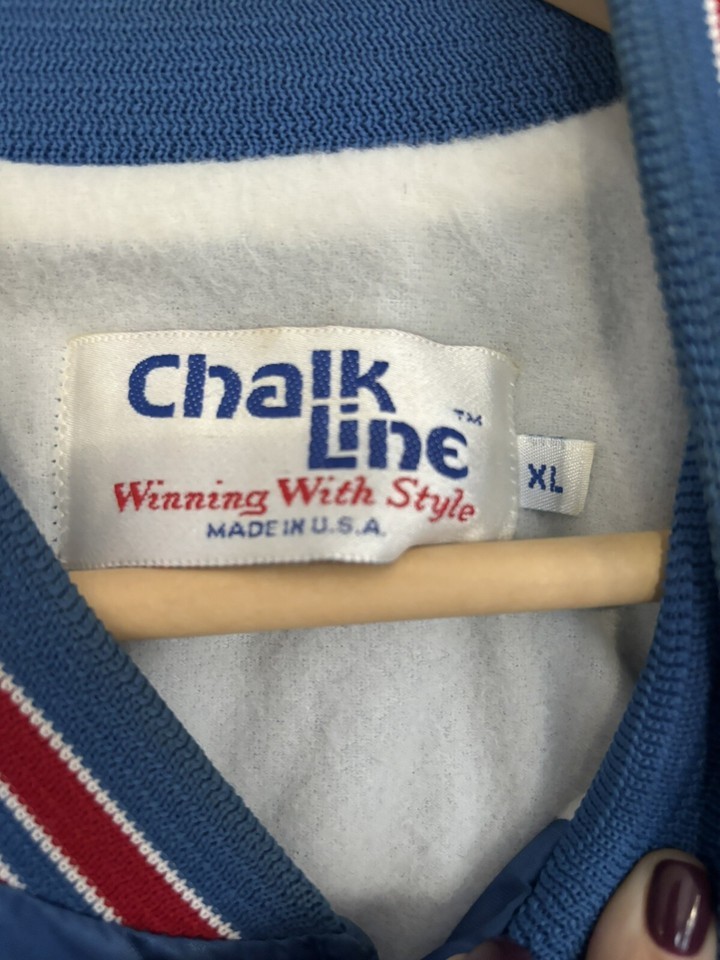 Chalk
Line™
Winning With Style
MADE IN U.S.A.
XL